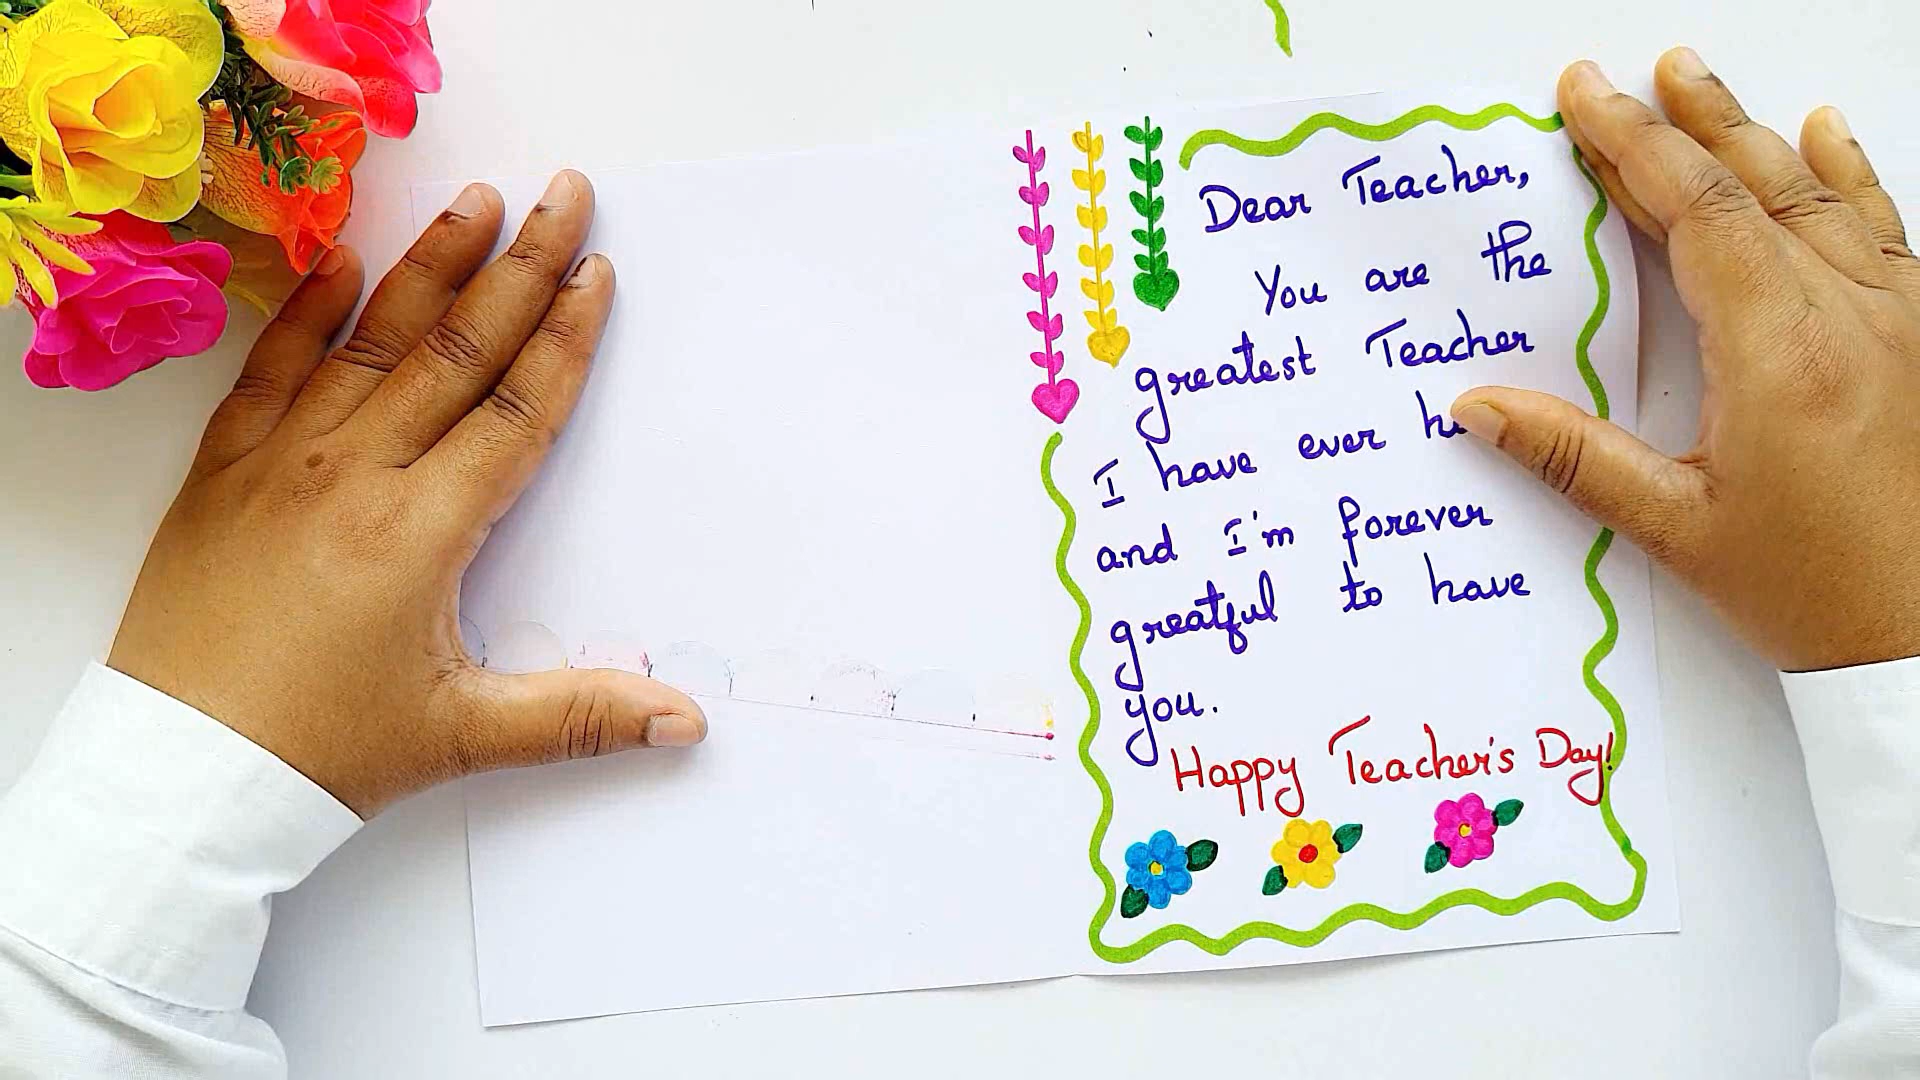 Dear Teacher,
You are the
greatest Teacher
I have ever
and I'm forever
greatful to have
you.
Happy Teacher's Day!